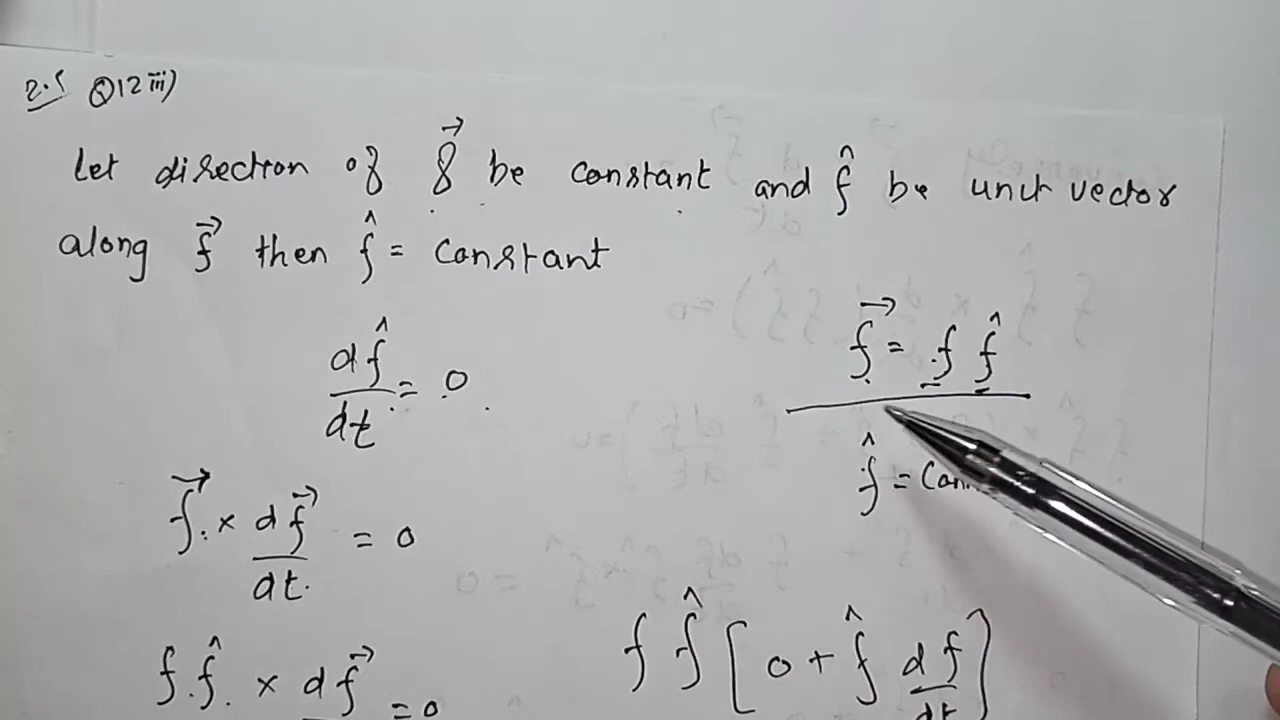 2.5 Q12 iii)
Let direction of f⃗ be constant and f̂ be unit vector
along f⃗ then f̂ = constant
df̂/dt = 0
f⃗ = f f̂
f̂ =
f⃗ × df⃗/dt = 0
f.f̂ × df⃗ = 0
f f̂ [0 + f̂ df/dt]